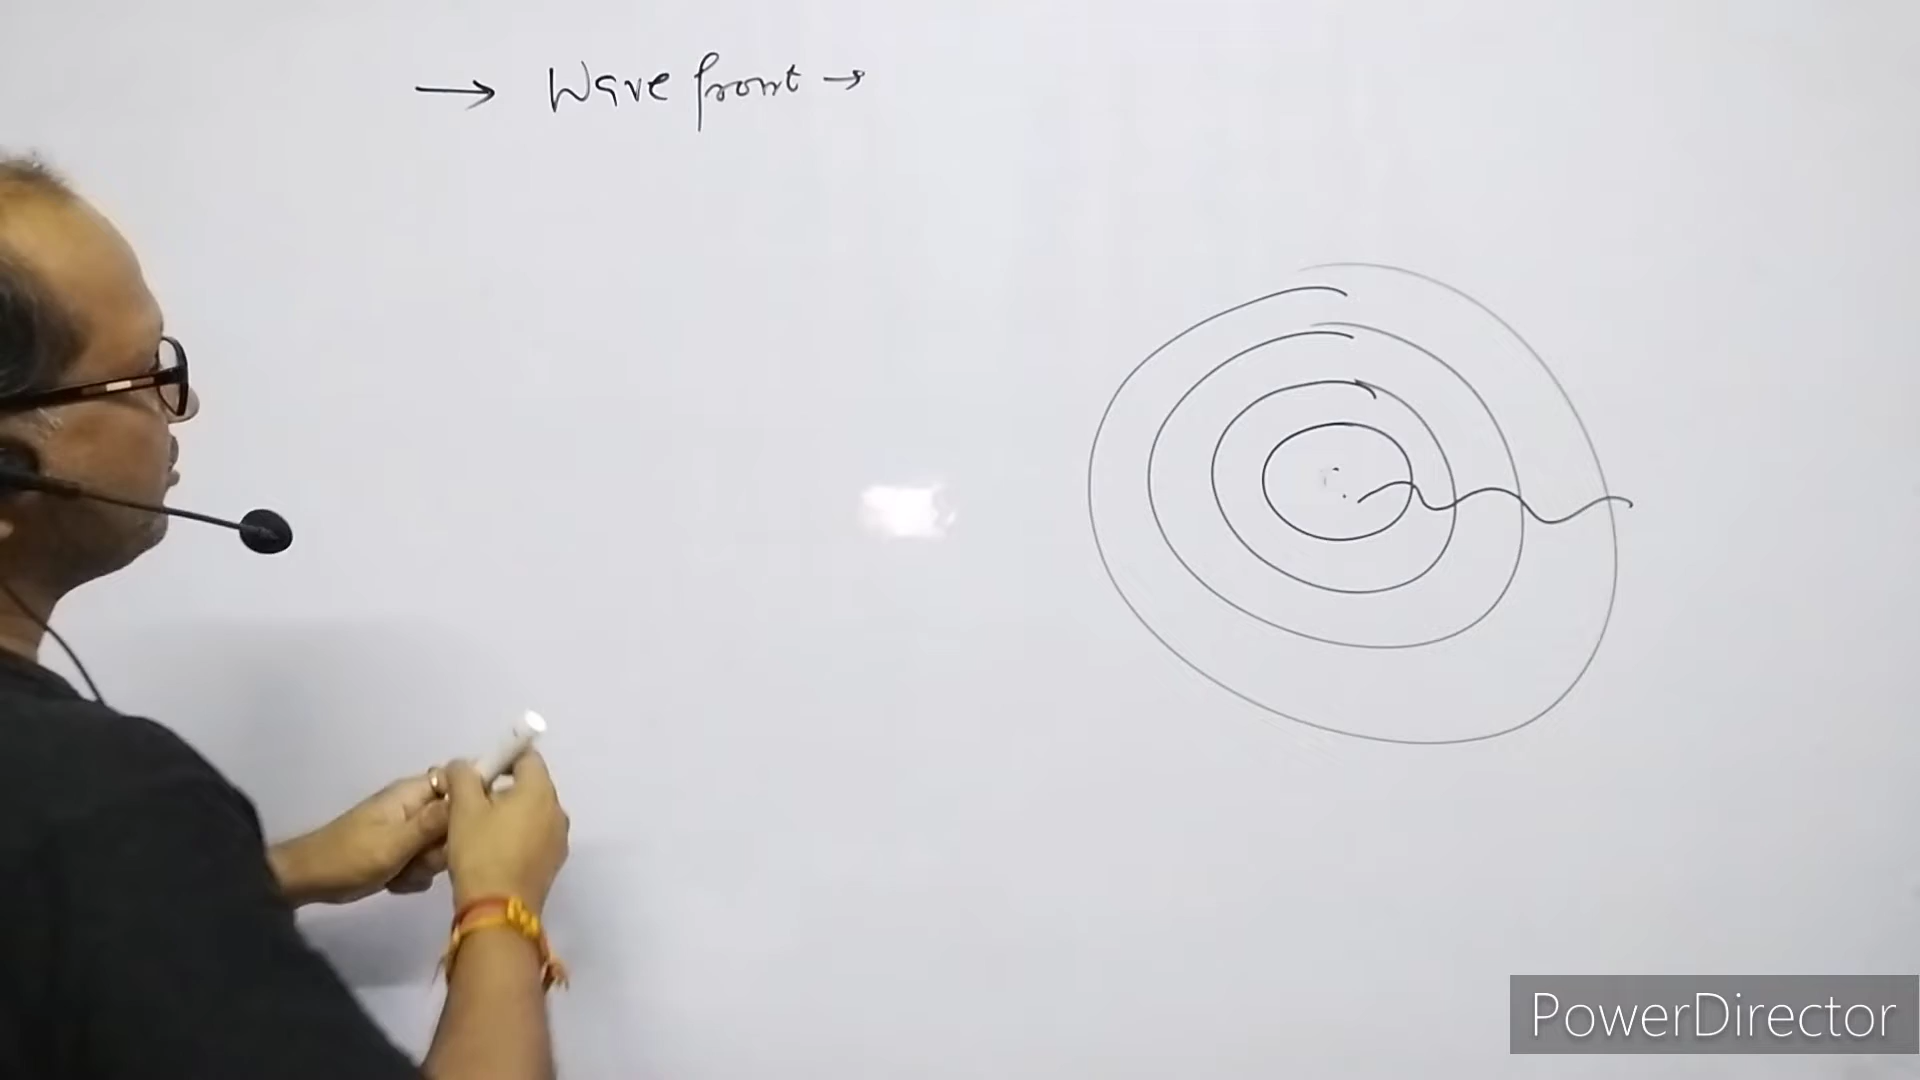 → Wave front →
PowerDirector